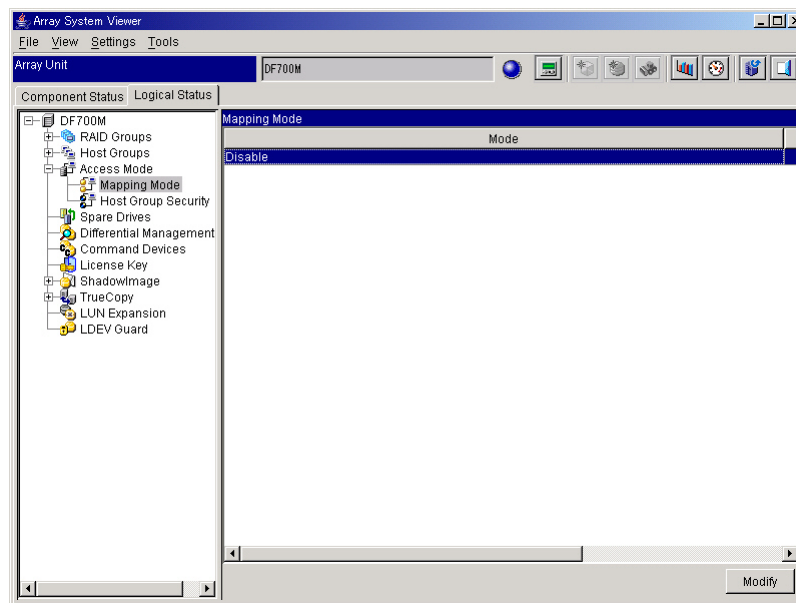 Array System Viewer
File View Settings Tools
Array Unit DF700M
Component Status Logical Status
DF700M
RAID Groups
Host Groups
Access Mode
Mapping Mode
Host Group Security
Spare Drives
Differential Management
Command Devices
License Key
ShadowImage
TrueCopy
LUN Expansion
LDEV Guard
Mapping Mode
Mode
Disable
Modify